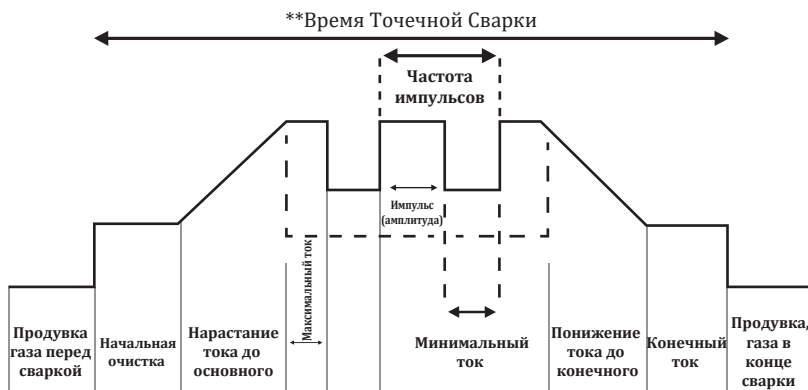 **Время Точечной Сварки
Частота
импульсов
Импульс
(амплитуда)
Максимальный ток
Продувка
газа перед
сваркой
Начальная
очистка
Нарастание
тока до
основного
Минимальный
ток
Понижение
тока до
конечного
Конечный
ток
Продувка,
газа в
конце
сварки